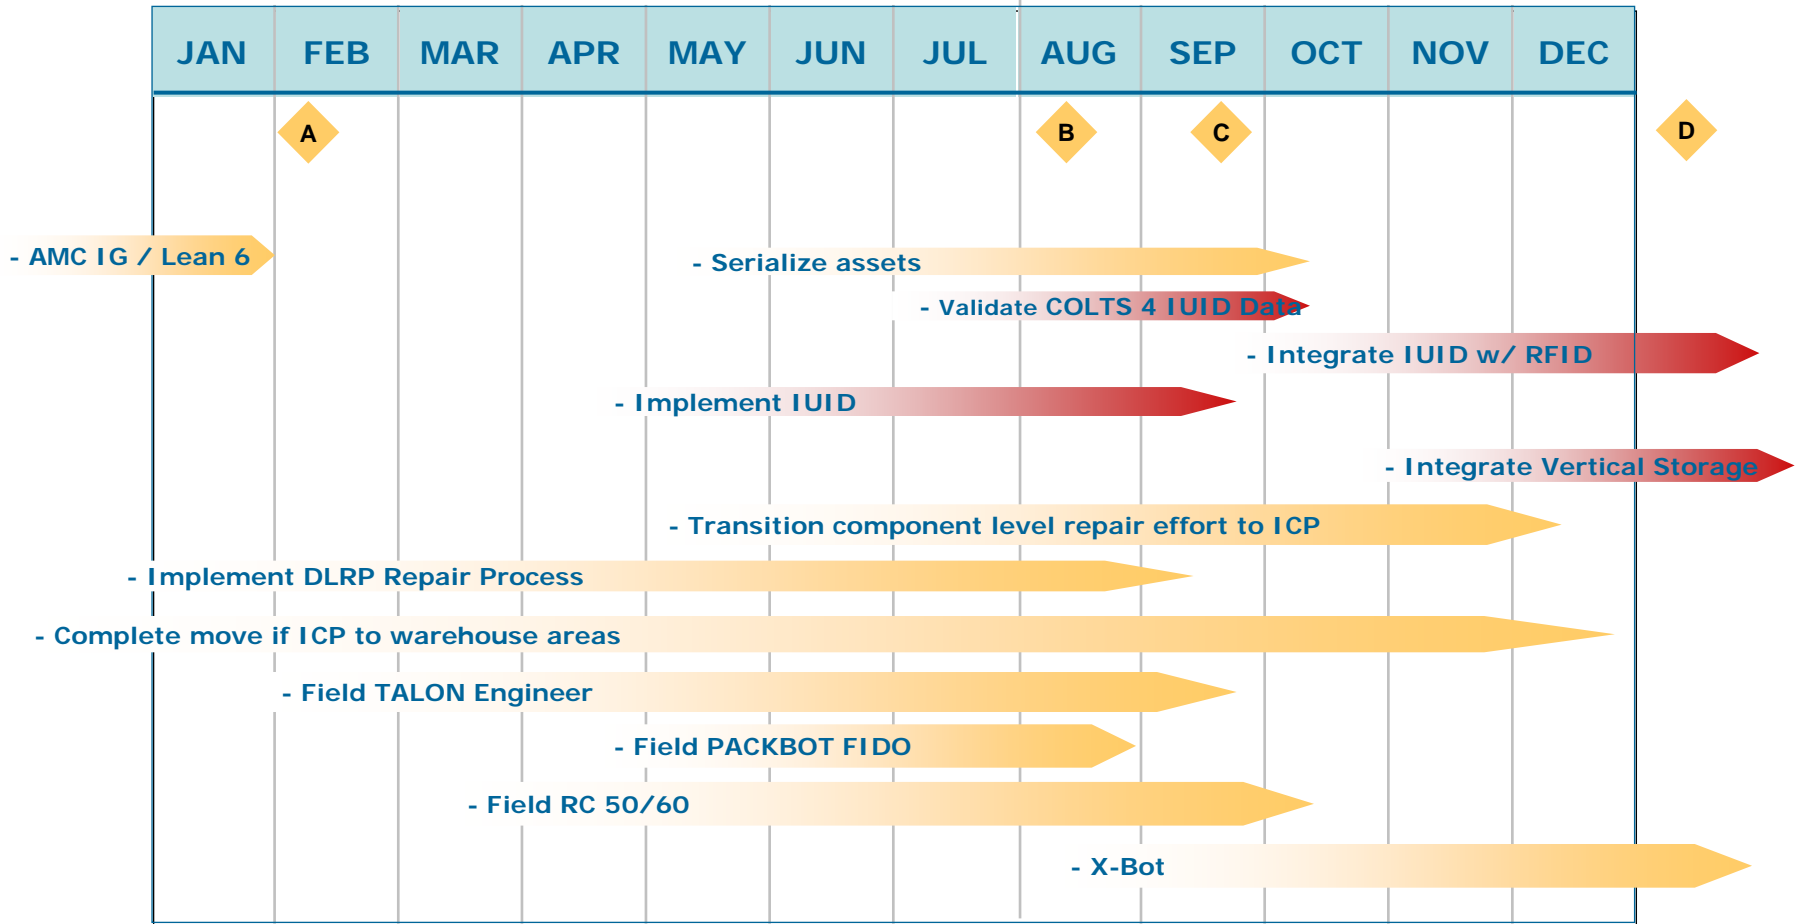 JAN FEB MAR APR MAY JUN JUL AUG SEP OCT NOV DEC
A B C D
- AMC IG / Lean 6
- Serialize assets
- Validate COLTS 4 IUID Data
- Integrate IUID w/ RFID
- Implement IUID
- Integrate Vertical Storage
- Transition component level repair effort to ICP
- Implement DLRP Repair Process
- Complete move if ICP to warehouse areas
- Field TALON Engineer
- Field PACKBOT FIDO
- Field RC 50/60
- X-Bot